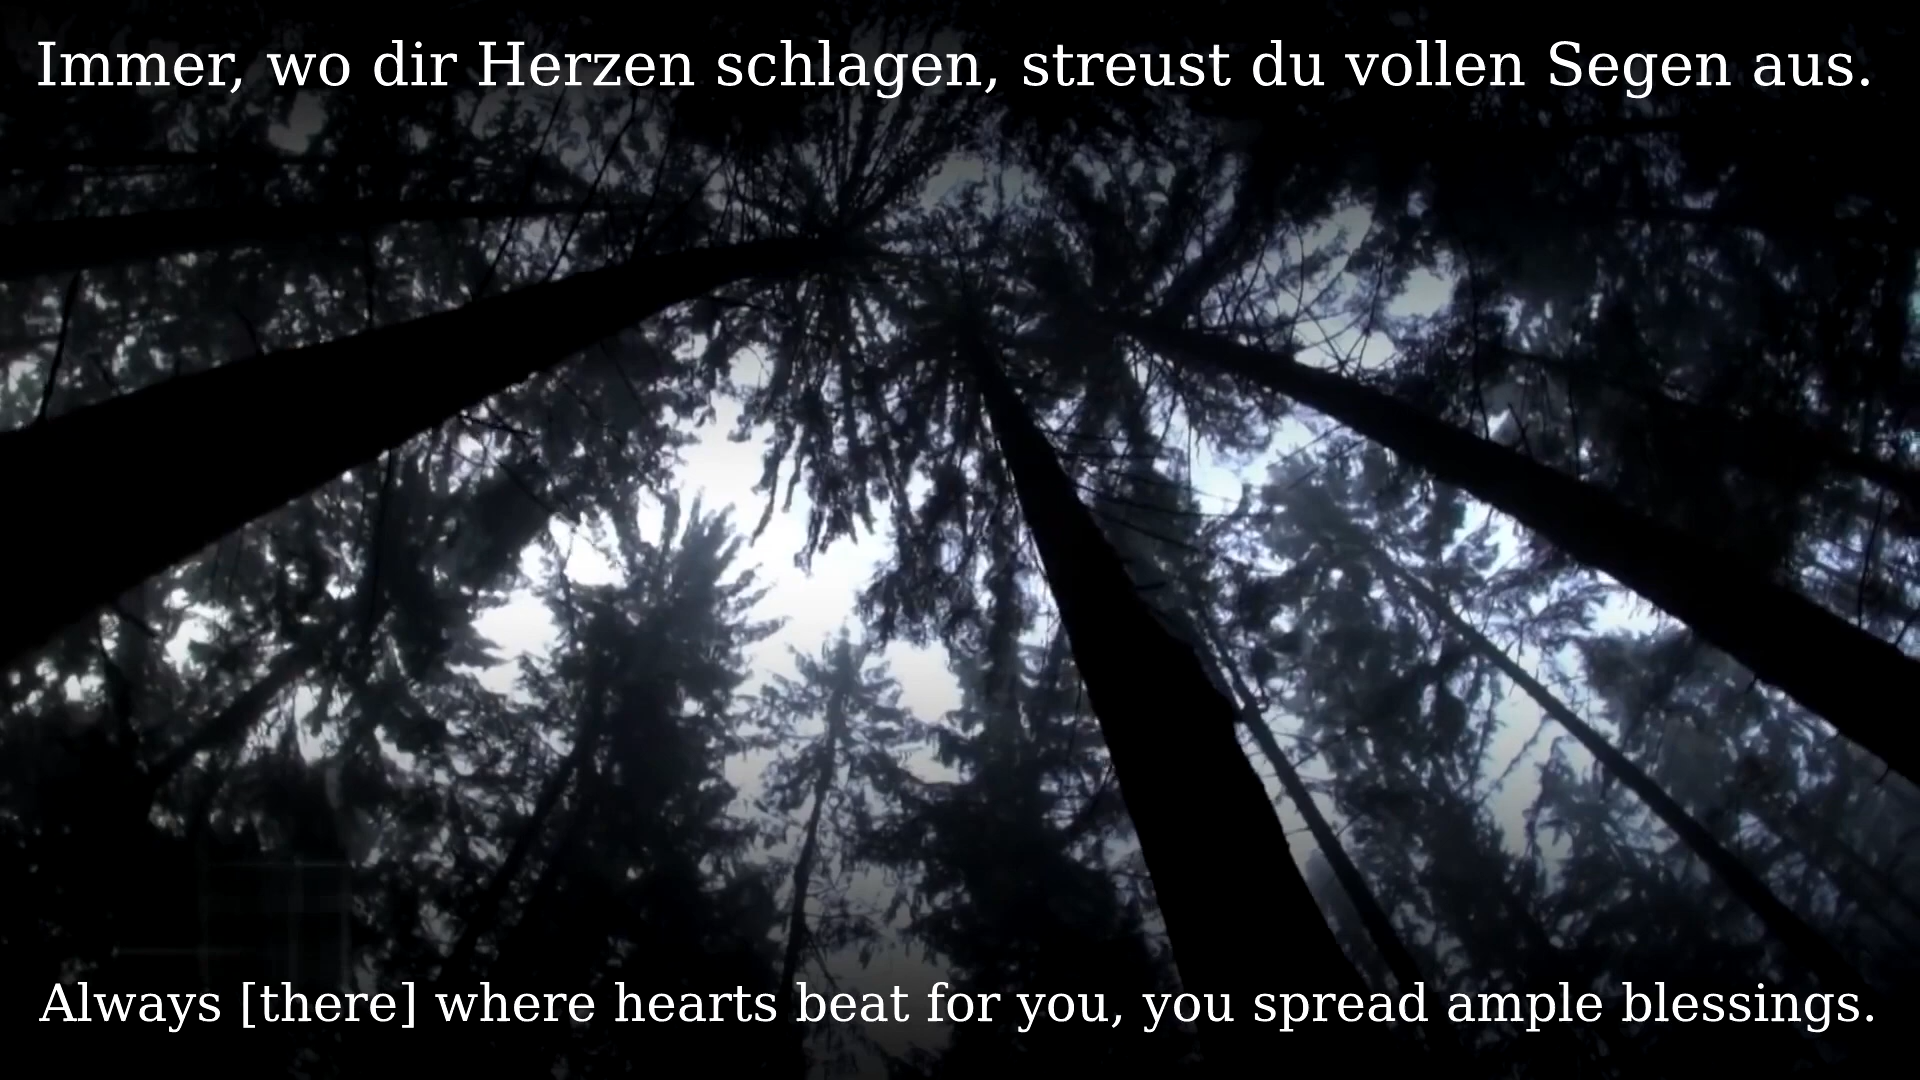 Immer, wo dir Herzen schlagen, streust du vollen Segen aus.
Always [there] where hearts beat for you, you spread ample blessings.